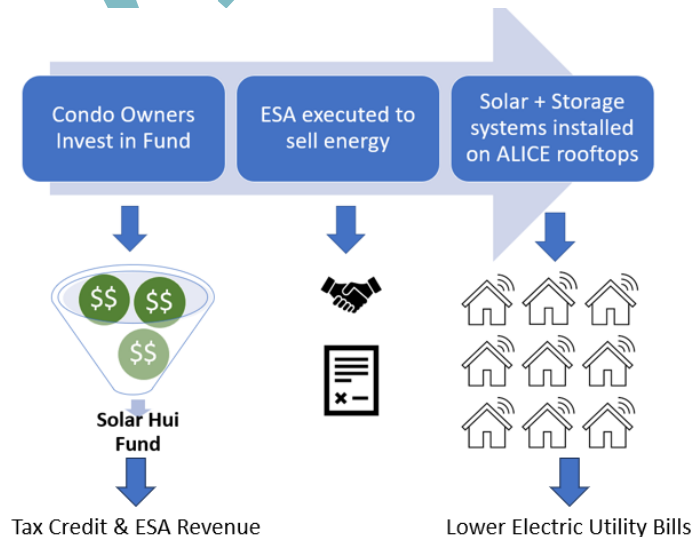 Condo Owners
Invest in Fund
ESA executed to
sell energy
Solar + Storage
systems installed
on ALICE rooftops
$$ $$
$$
Solar Hui
Fund
Tax Credit & ESA Revenue
Lower Electric Utility Bills